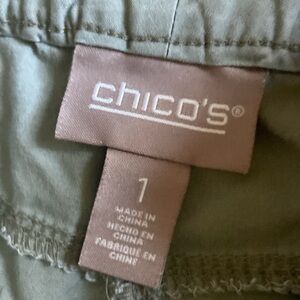 chico's®
1
MADE IN
CHINA
HECHO EN
CHINA
FABRIQUÉ EN
CHINE